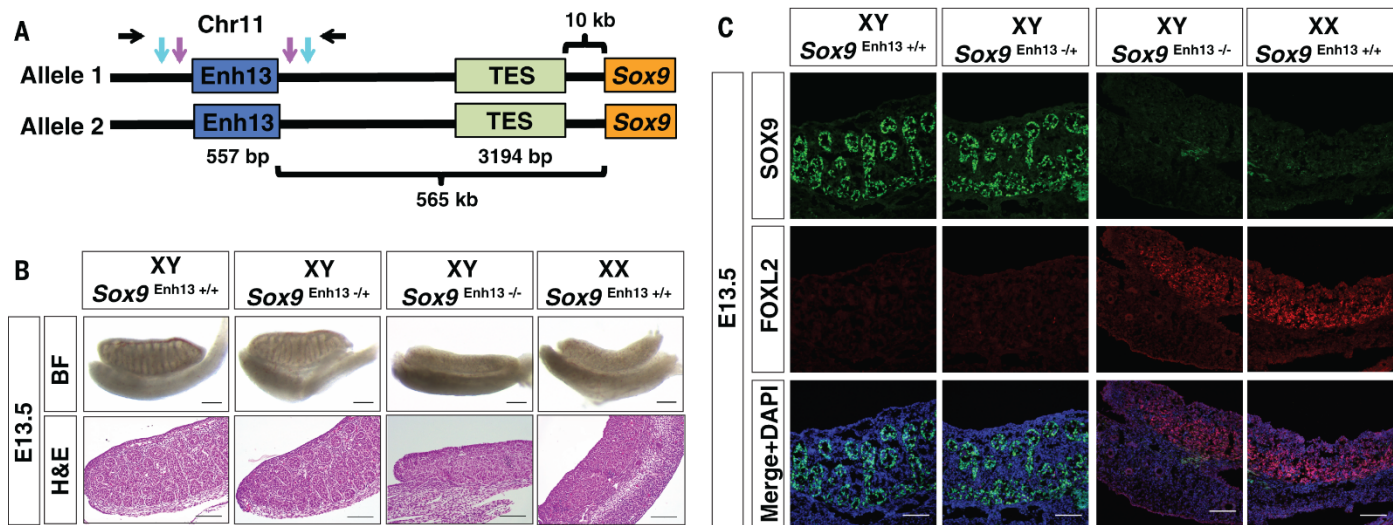 A
Chr11
10 kb
Allele 1 Enh13 TES Sox9
Allele 2 Enh13 TES Sox9
557 bp 3194 bp
565 kb
B
XY XY XY XX
Sox9 Enh13 +/+ Sox9 Enh13 -/+ Sox9 Enh13 -/- Sox9 Enh13 +/+
E13.5
BF
H&E
C
XY XY XY XX
Sox9 Enh13 +/+ Sox9 Enh13 -/+ Sox9 Enh13 -/- Sox9 Enh13 +/+
E13.5
SOX9
FOXL2
Merge+DAPI